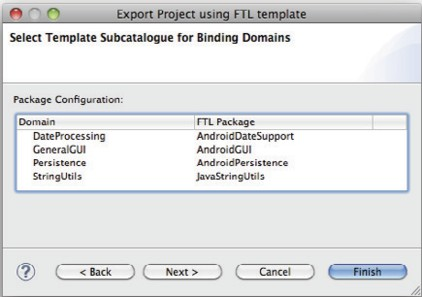 Export Project using FTL template
Select Template Subcatalogue for Binding Domains
Package Configuration:
Domain FTL Package
DateProcessing AndroidDateSupport
GeneralGUI AndroidGUI
Persistence AndroidPersistence
StringUtils JavaStringUtils
? < Back Next > Cancel Finish